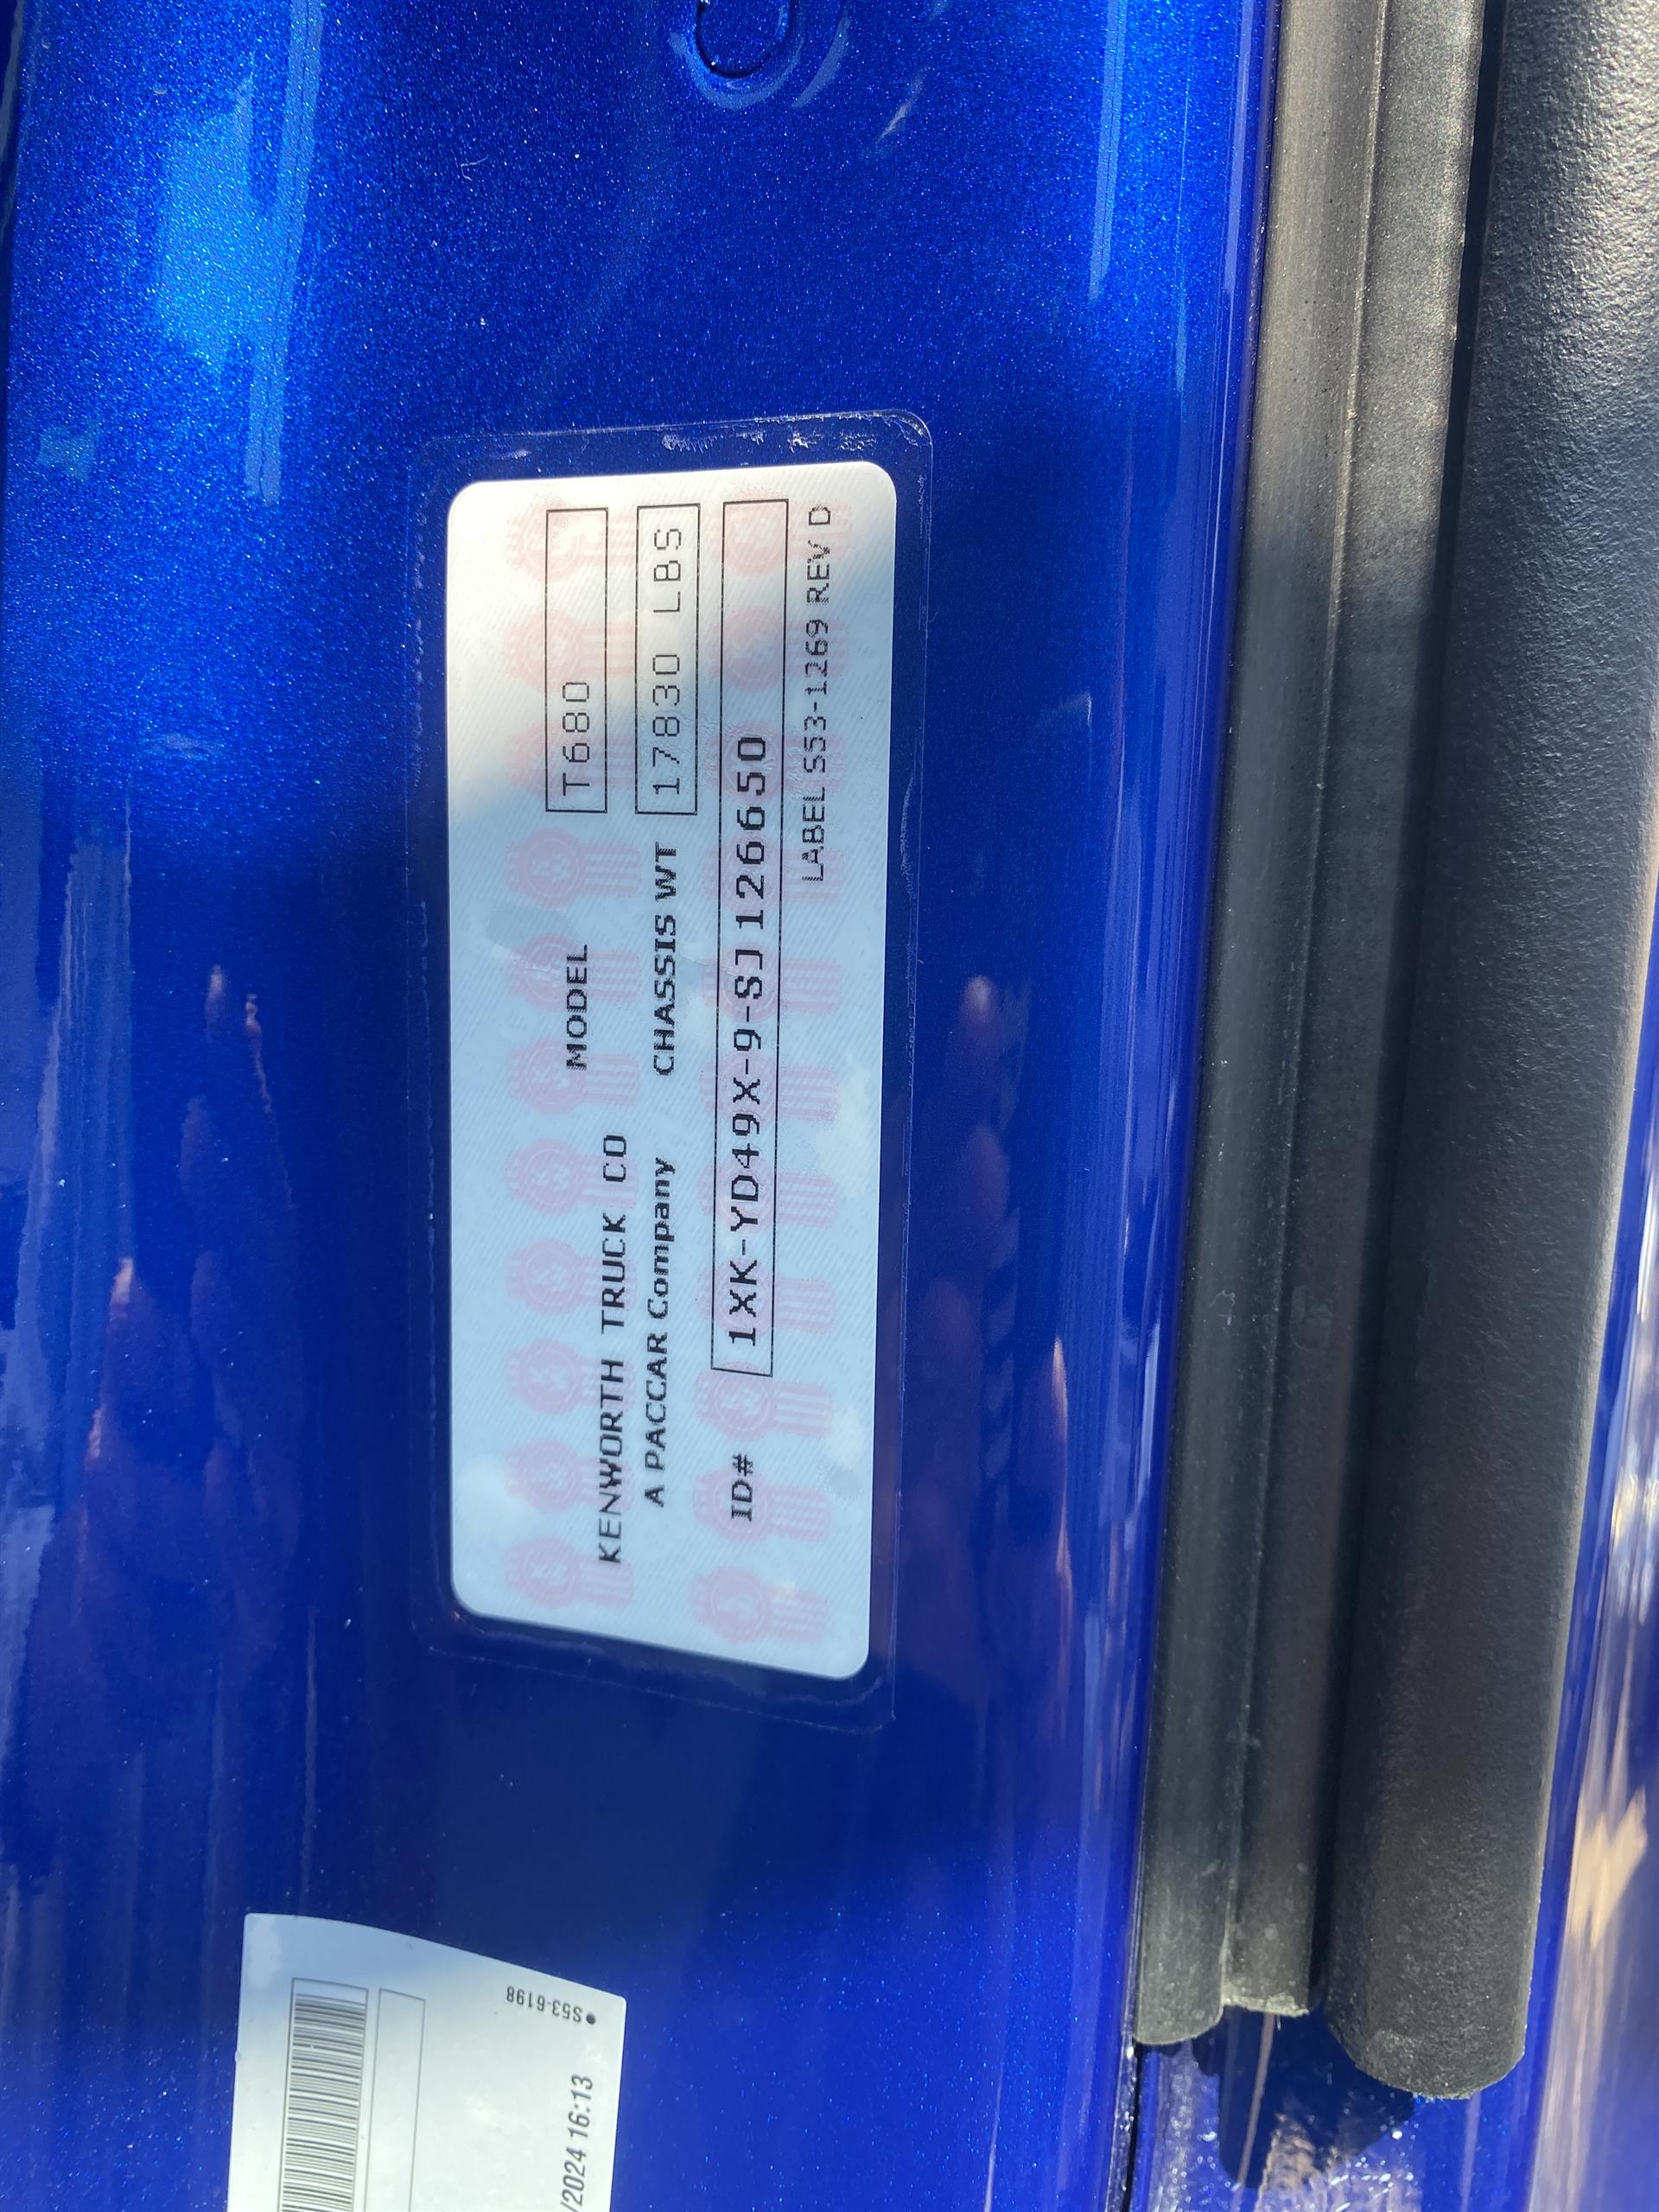 KENWORTH TRUCK CO
A PACCAR Company
MODEL T680
CHASSIS WT 17830 LBS
ID# 1XK-YD49X-9-SJ126650
LABEL S53-1269 REV D
●S53-6198
/2024 16:13